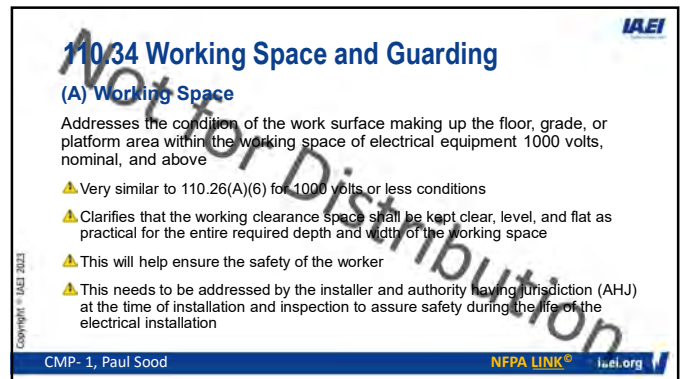 IAEI
110.34 Working Space and Guarding
(A) Working Space
Addresses the condition of the work surface making up the floor, grade, or
platform area within the working space of electrical equipment 1000 volts,
nominal, and above
Very similar to 110.26(A)(6) for 1000 volts or less conditions
Clarifies that the working clearance space shall be kept clear, level, and flat as
practical for the entire required depth and width of the working space
This will help ensure the safety of the worker
This needs to be addressed by the installer and authority having jurisdiction (AHJ)
at the time of installation and inspection to assure safety during the life of the
electrical installation
Not for Distribution
Copyright © IAEI 2023
CMP- 1, Paul Sood
NFPA LINK©
iaei.org